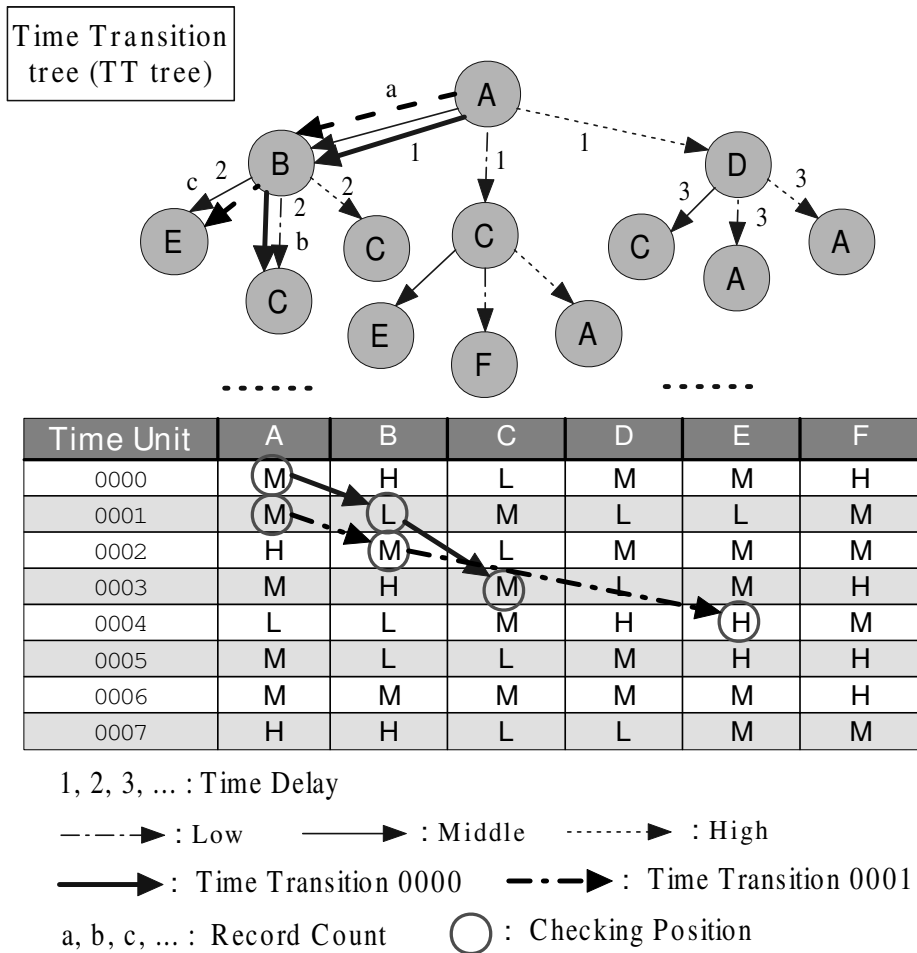 Time Transition
tree (TT tree)
A
a
1
1
1
B
D
c
2
2
2
b
3
3
3
E
C
C
C
C
A
A
E
F
A
Time Unit A B C D E F
0000 M H L M M H
0001 M L M L L M
0002 H M L M M M
0003 M H M L M H
0004 L L M H H M
0005 M L L M H H
0006 M M M M M H
0007 H H L L M M
1, 2, 3, ... : Time Delay
: Low : Middle : High
: Time Transition 0000 : Time Transition 0001
a, b, c, ... : Record Count : Checking Position